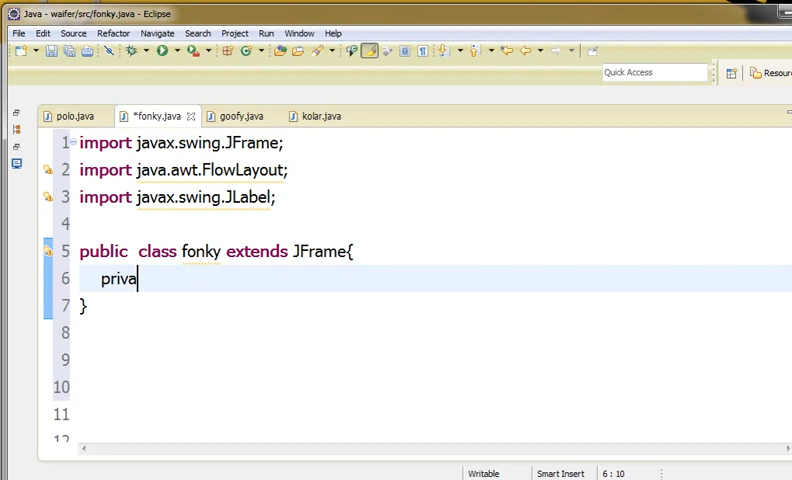 Java - waifer/src/fonky.java - Eclipse
File Edit Source Refactor Navigate Search Project Run Window Help
Quick Access Resour
polo.java *fonky.java goofy.java kolar.java
1 import javax.swing.JFrame;
2 import java.awt.FlowLayout;
3 import javax.swing.JLabel;
4
5 public  class fonky extends JFrame{
6 priva
7 }
8
9
10
11
12
Writable Smart Insert 6 : 10